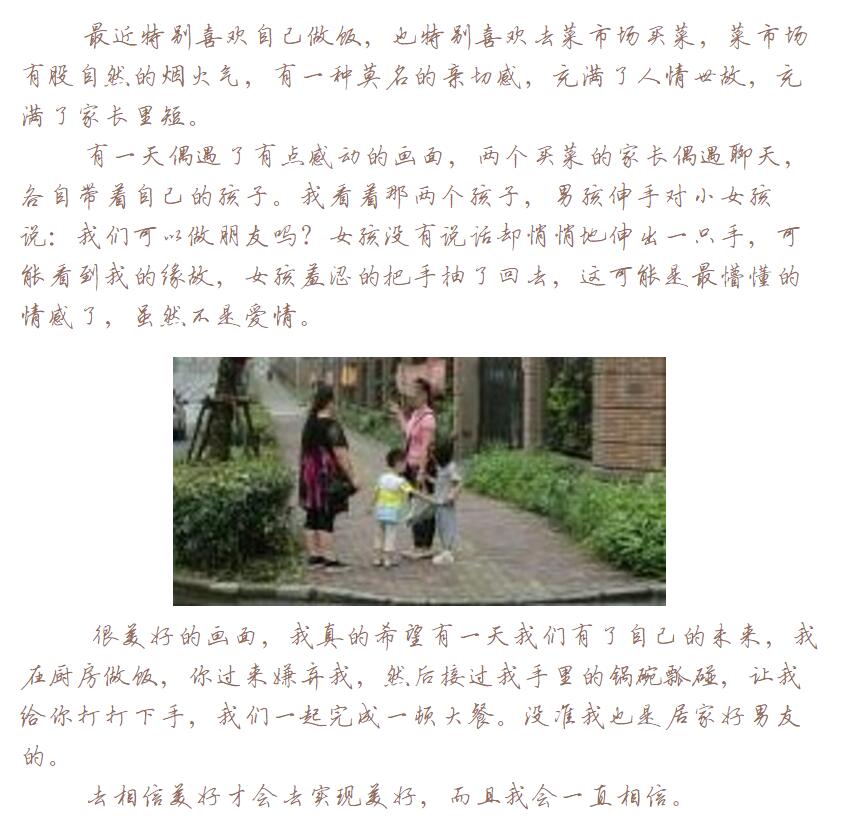 最近特别喜欢自己做饭，也特别喜欢去菜市场买菜，菜市场
有股自然的烟火气，有一种莫名的亲切感，充满了人情世故，充
满了家长里短。
有一天偶遇了有点感动的画面，两个买菜的家长偶遇聊天，
各自带着自己的孩子。我看着那两个孩子，男孩伸手对小女孩
说：我们可以做朋友吗？女孩没有说话却悄悄地伸出一只手，可
能看到我的缘故，女孩羞涩的把手抽了回去，这可能是最懵懂的
情感了，虽然不是爱情。
很美好的画面，我真的希望有一天我们有了自己的未来，我
在厨房做饭，你过来嫌弃我，然后接过我手里的锅碗瓢碰，让我
给你打打下手，我们一起完成一顿大餐。没准我也是居家好男友
的。
去相信美好才会去实现美好，而且我会一直相信。